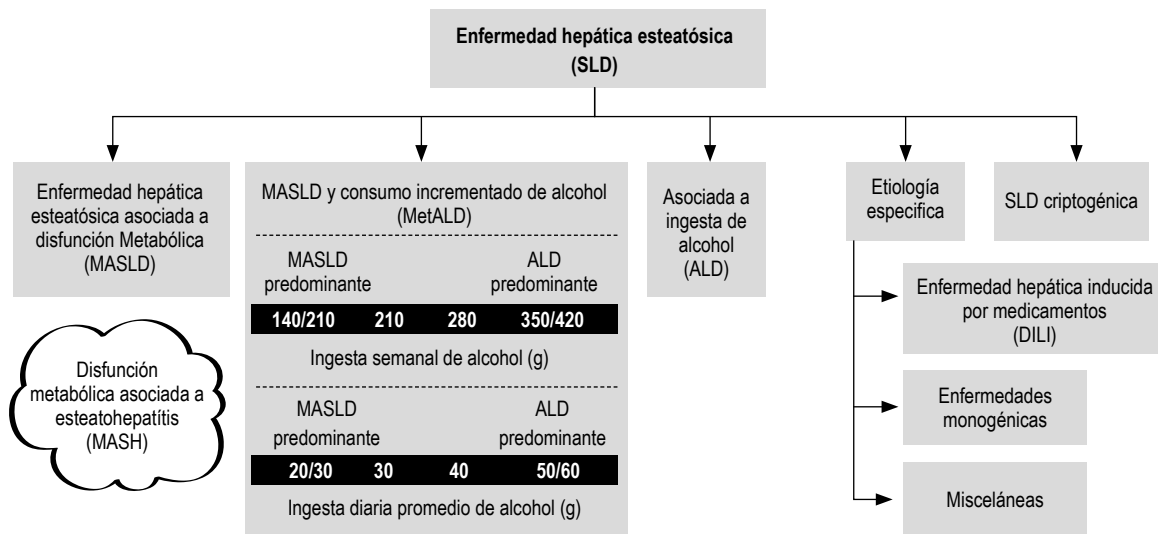 Enfermedad hepática esteatósica
(SLD)
Enfermedad hepática
esteatósica asociada a
disfunción Metabólica
(MASLD)
Disfunción
metabólica asociada a
esteatohepatítis
(MASH)
MASLD y consumo incrementado de alcohol
(MetALD)
MASLD
predominante
ALD
predominante
140/210 210 280 350/420
Ingesta semanal de alcohol (g)
MASLD
predominante
ALD
predominante
20/30 30 40 50/60
Ingesta diaria promedio de alcohol (g)
Asociada a
ingesta de
alcohol
(ALD)
Etiología
especifica
Enfermedad hepática inducida
por medicamentos
(DILI)
Enfermedades
monogénicas
Misceláneas
SLD criptogénica